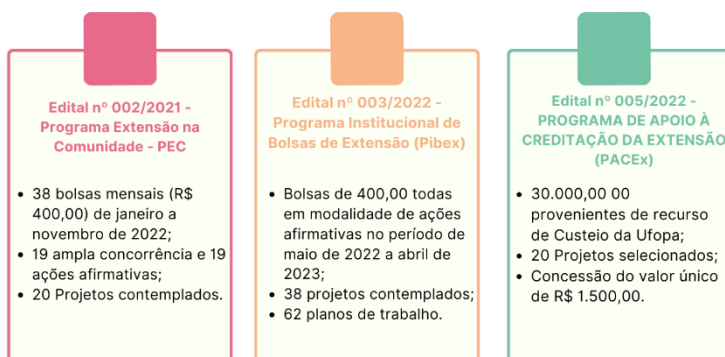 Edital nº 002/2021 -
Programa Extensão na
Comunidade - PEC
• 38 bolsas mensais (R$
400,00) de janeiro a
novembro de 2022;
• 19 ampla concorrência e 19
ações afirmativas;
• 20 Projetos contemplados.
Edital nº 003/2022 -
Programa Institucional de
Bolsas de Extensão (Pibex)
• Bolsas de 400,00 todas
em modalidade de ações
afirmativas no período de
maio de 2022 a abril de
2023;
• 38 projetos contemplados;
• 62 planos de trabalho.
Edital nº 005/2022 -
PROGRAMA DE APOIO À
CREDITAÇÃO DA EXTENSÃO
(PACEx)
• 30.000,00 00
provenientes de recurso
de Custeio da Ufopa;
• 20 Projetos selecionados;
• Concessão do valor único
de R$ 1.500,00.